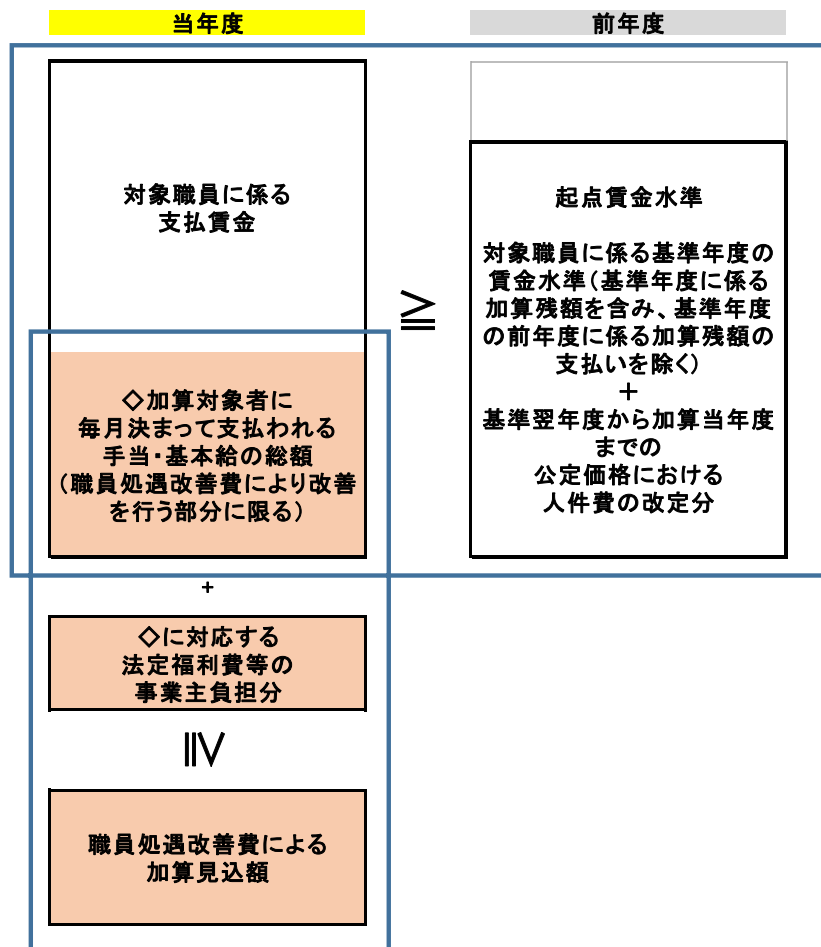 当年度
前年度
対象職員に係る
支払賃金
◇加算対象者に
毎月決まって支払われる
手当・基本給の総額
（職員処遇改善費により改善
を行う部分に限る）
≧
起点賃金水準
対象職員に係る基準年度の
賃金水準（基準年度に係る
加算残額を含み、基準年度
の前年度に係る加算残額の
支払いを除く）
＋
基準翌年度から加算当年度
までの
公定価格における
人件費の改定分
+
◇に対応する
法定福利費等の
事業主負担分
≧
職員処遇改善費による
加算見込額